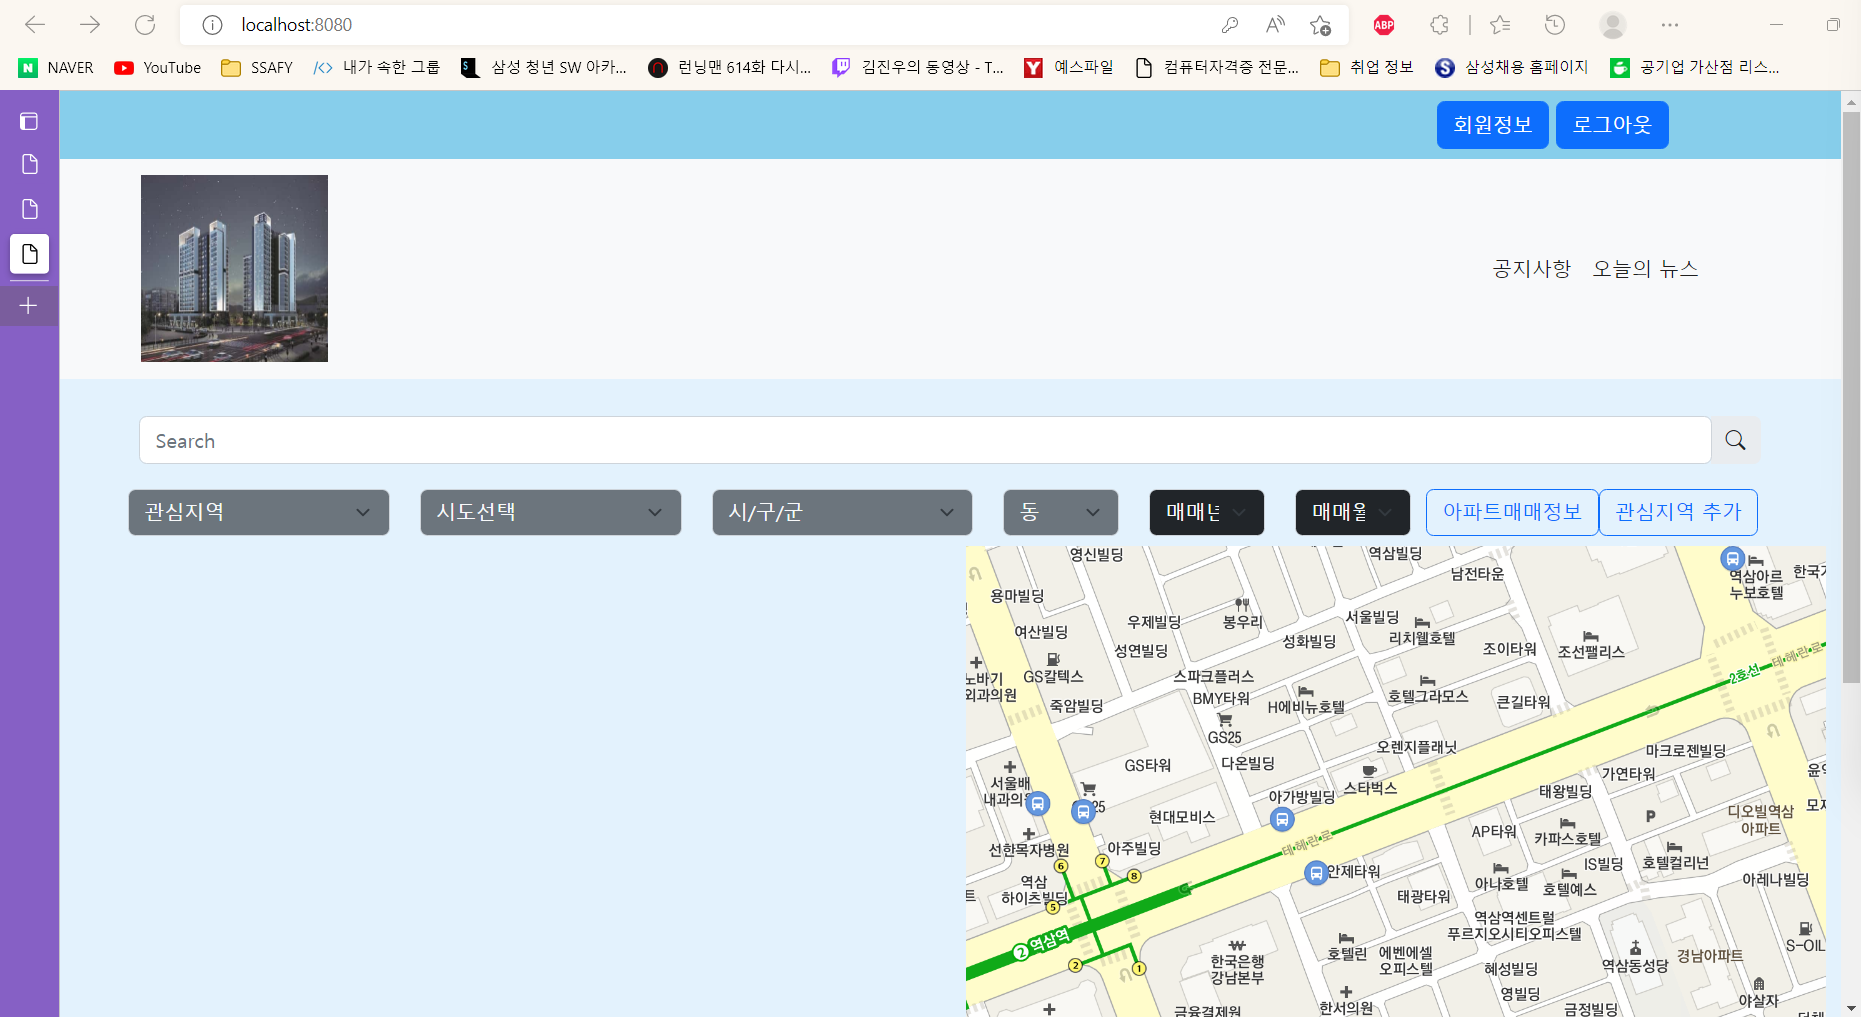 localhost:8080
NAVER YouTube SSAFY 내가 속한 그룹 삼성 청년 SW 아카... 런닝맨 614화 다시... 김진우의 동영상 - T... 예스파일 컴퓨터자격증 전문... 취업 정보 삼성채용 홈페이지 공기업 가산점 리스...
회원정보 로그아웃
공지사항 오늘의 뉴스
Search
관심지역 시도선택 시/구/군 동 매매년 매매월 아파트매매정보 관심지역 추가
영신빌딩 역삼빌딩
남전타운 역삼아르누보호텔
용마빌딩 봉우리 서울빌딩
여산빌딩 우제빌딩 성화빌딩 리치웰호텔
성연빌딩 조이타워 조선팰리스
노바기 GS칼텍스 스파크플러스 2호선 테헤란로
외과의원 죽암빌딩 BMY타워 H에비뉴호텔 호텔그라모스 큰길타워
GS25 오렌지플래닛 마크로젠빌딩
서울배내과의원 GS타워 다온빌딩 스타벅스 가연타워
아가방빌딩 태왕빌딩
현대모비스 P 디오빌역삼아파트
선한목자병원 아주빌딩 테헤란로 AP타워 카파스호텔
6 7 8 IS빌딩 호텔컬리넌
역삼하이츠빌딩 안제타워 아나호텔 호텔예스 아레나빌딩
5 태광타워
2 역삼역 역삼역센트럴푸르지오시티오피스텔
2 1 한국은행강남본부 호텔린 에벤에셀오피스텔 혜성빌딩 역삼동성당 경남아파트 S-OIL
영빌딩 야살자
금융결제원 한서의원 금정빌딩